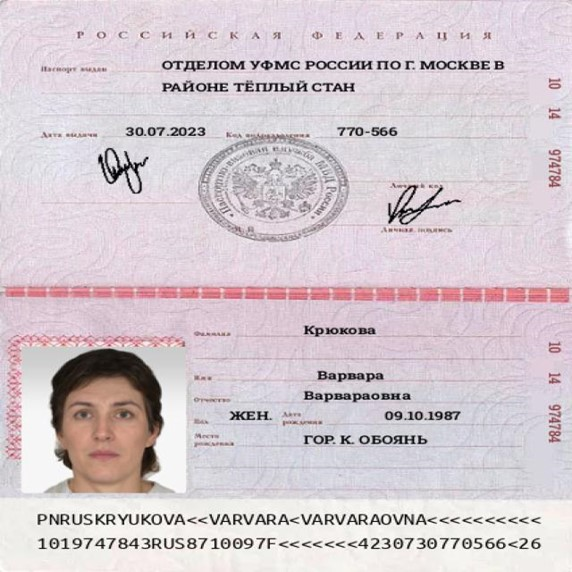 РОССИЙСКАЯ ФЕДЕРАЦИЯ
Паспорт выдан ОТДЕЛОМ УФМС РОССИИ ПО Г. МОСКВЕ В
РАЙОНЕ ТЁПЛЫЙ СТАН
Дата выдачи 30.07.2023 Код подразделения 770-566
Личный код
Личная подпись
10 14 974784
Фамилия Крюкова
Имя Варвара
Отчество Варвараовна
Пол ЖЕН. Дата рождения 09.10.1987
Место рождения ГОР. К. ОБОЯНЬ
10 14 974784
PNRUSKRYUKOVA<<VARVARA<VARVARAOVNA<<<<<<<<<<
1019747843RUS8710097F<<<<<<<4230730770566<26